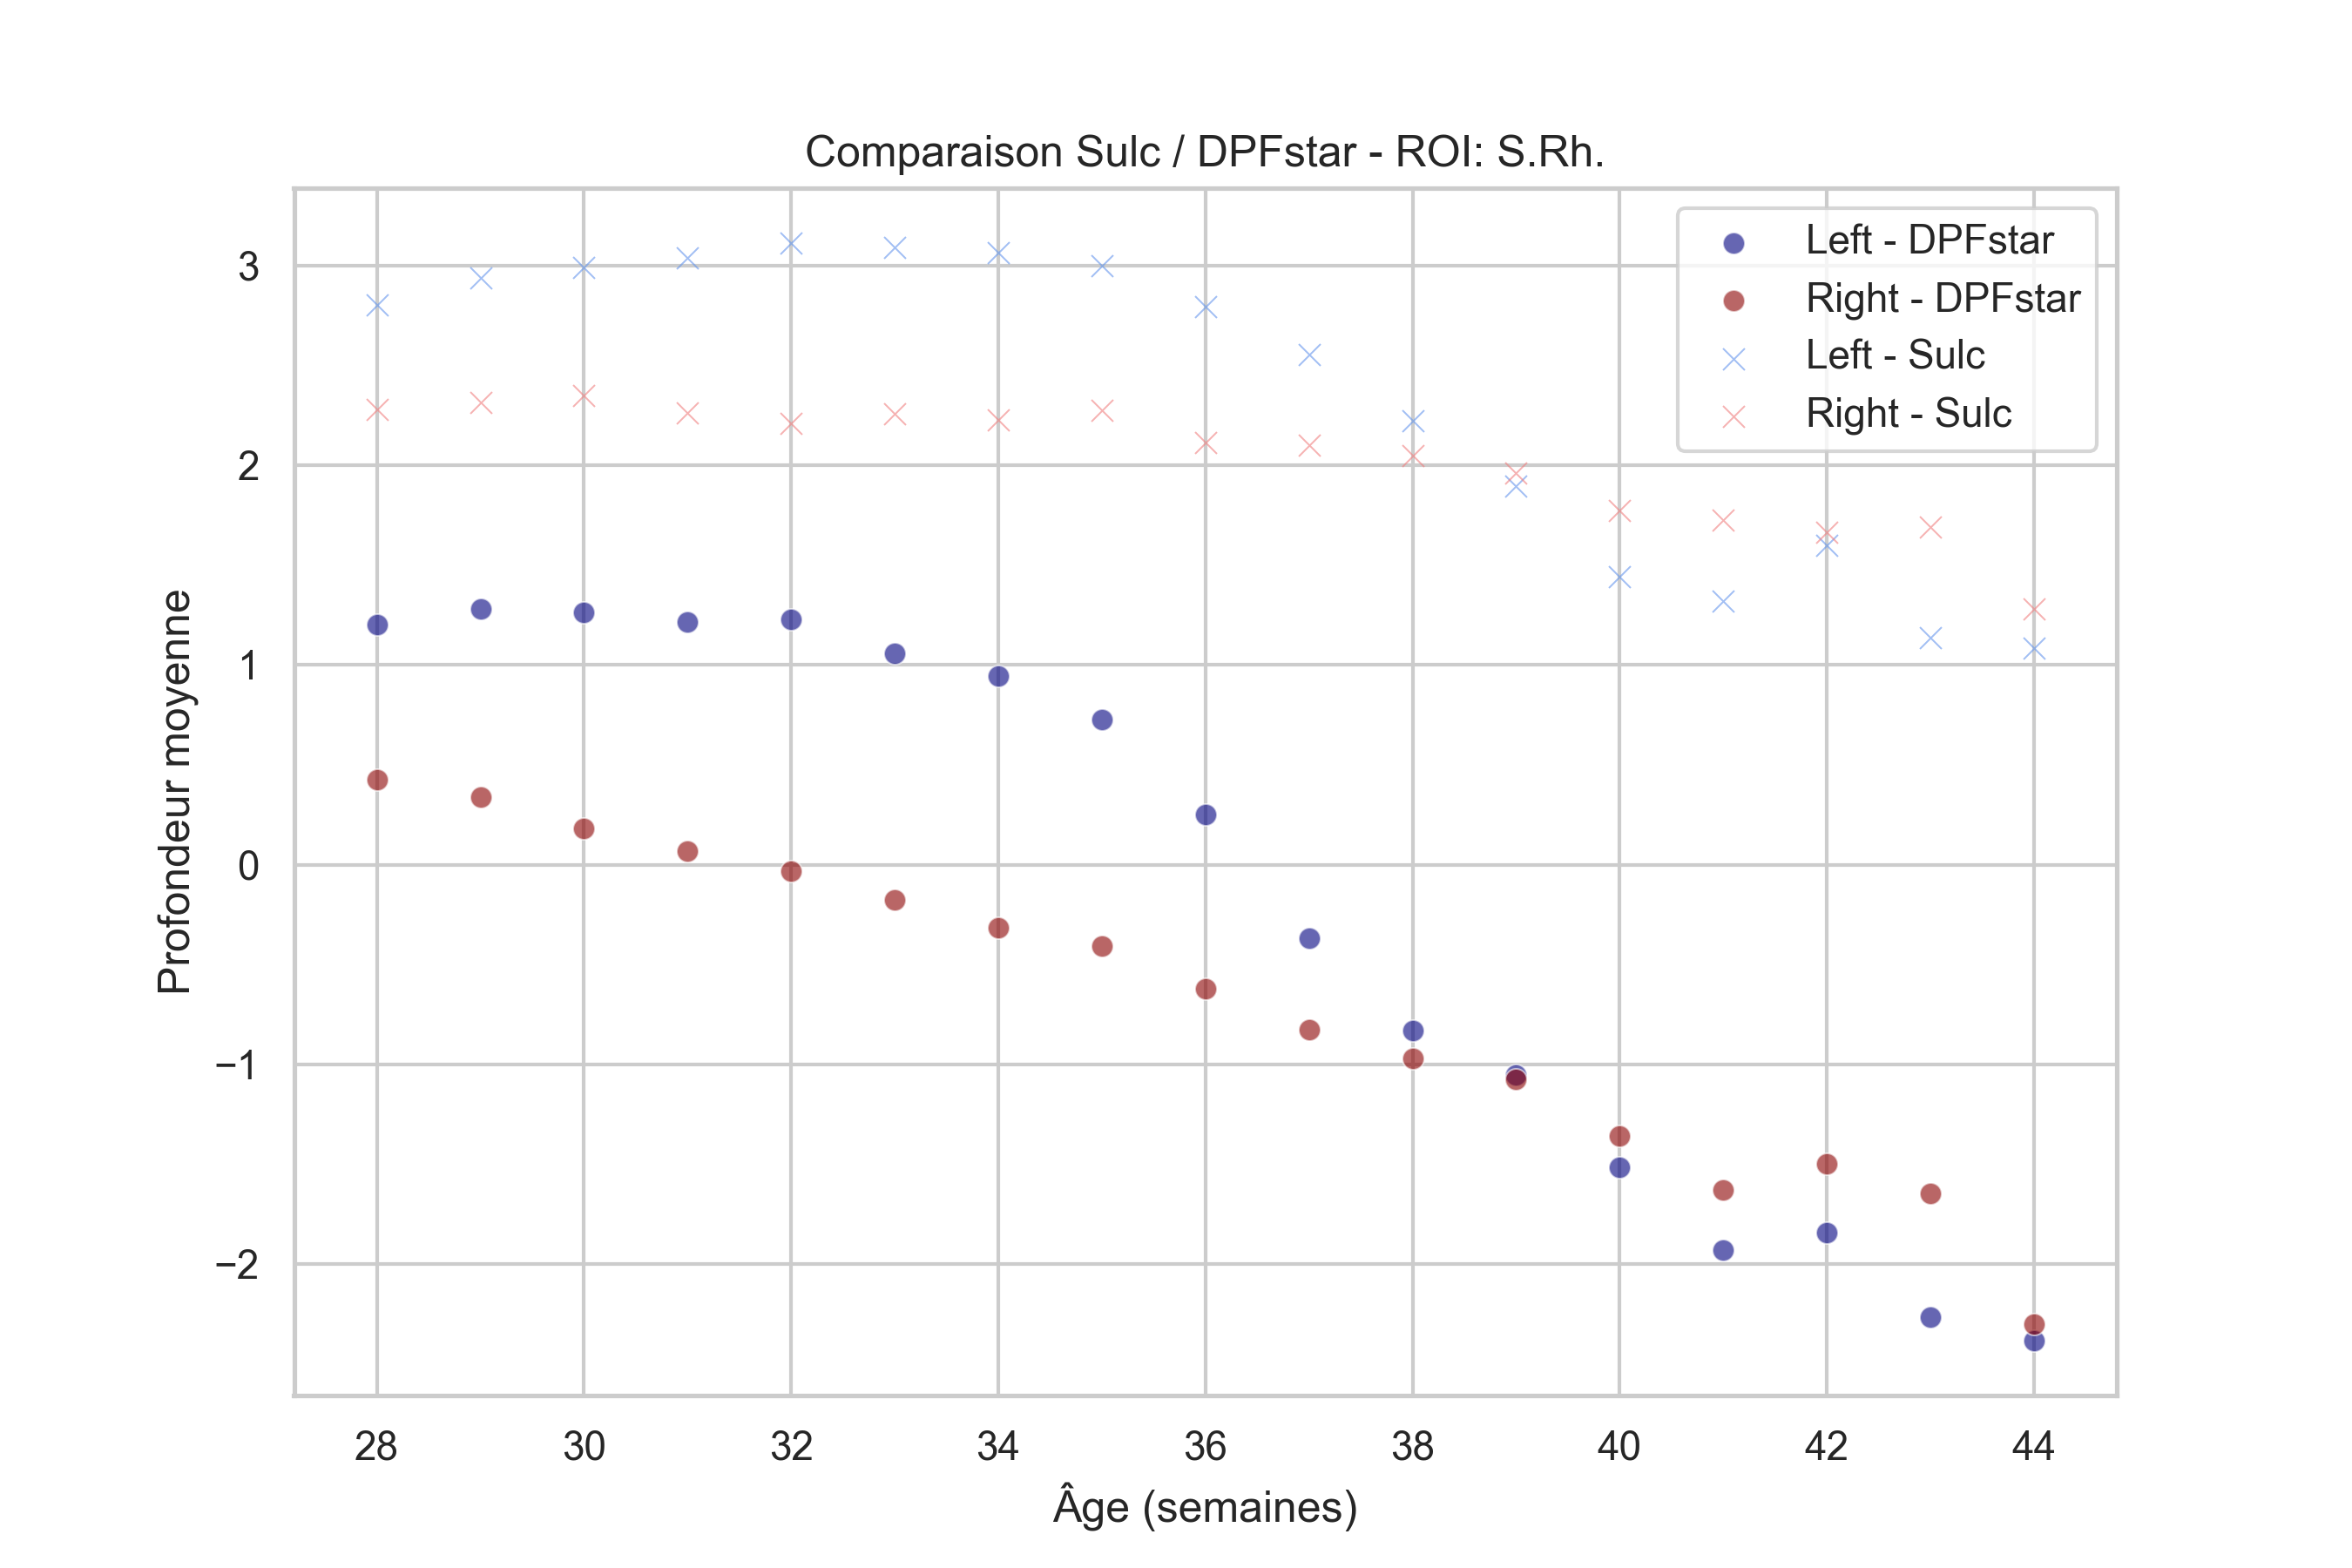 Comparaison Sulc / DPFstar - ROI: S.Rh.
Left - DPFstar
Right - DPFstar
Left - Sulc
Right - Sulc
Profondeur moyenne
3
2
1
0
−1
−2
28 30 32 34 36 38 40 42 44
Âge (semaines)